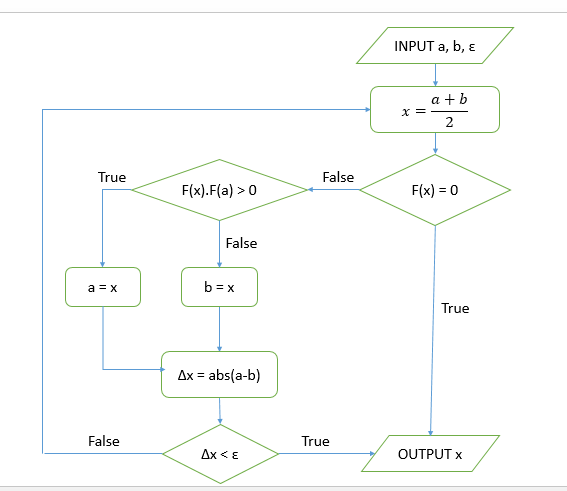 INPUT a, b, ε
x = a + b / 2
True
F(x).F(a) > 0
False
F(x) = 0
False
a = x
b = x
True
Δx = abs(a-b)
False
Δx < ε
True
OUTPUT x